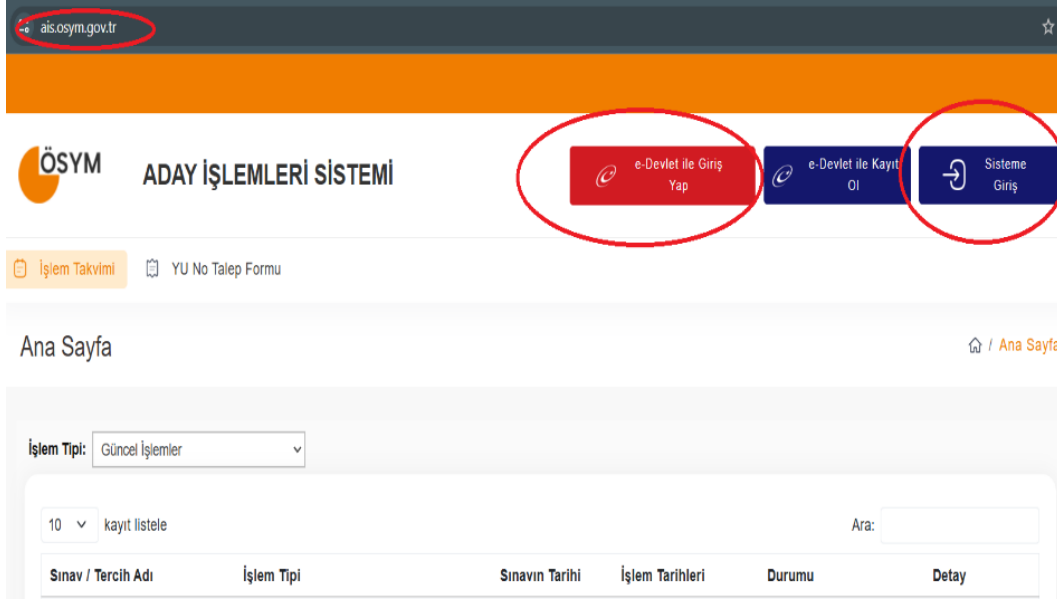 ais.osym.gov.tr
ÖSYM
ADAY İŞLEMLERİ SİSTEMİ
e-Devlet ile Giriş
Yap
e-Devlet ile Kayıt
Ol
Sisteme
Giriş
İşlem Takvimi
YU No Talep Formu
Ana Sayfa
/ Ana Sayfa
İşlem Tipi: Güncel İşlemler
10 kayıt listele
Ara:
Sınav / Tercih Adı İşlem Tipi Sınavın Tarihi İşlem Tarihleri Durumu Detay